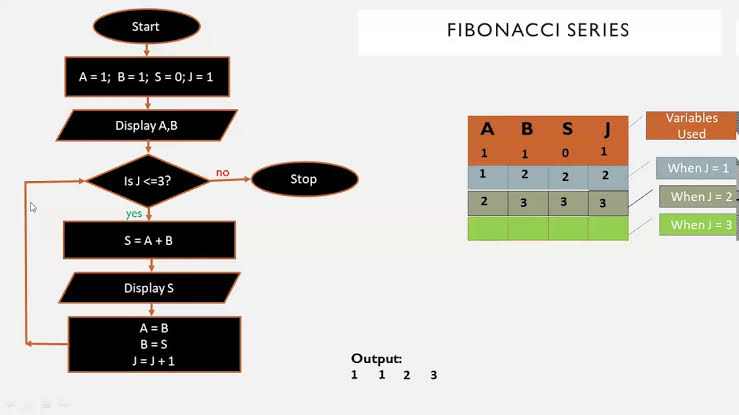 Start
FIBONACCI SERIES
A = 1; B = 1; S = 0; J = 1
Display A,B
Is J <=3?
no
Stop
yes
S = A + B
Display S
A = B
B = S
J = J + 1
A B S J
1 1 0 1
1 2 2 2
2 3 3 3
Variables
Used
When J = 1
When J = 2
When J = 3
Output:
1 1 2 3